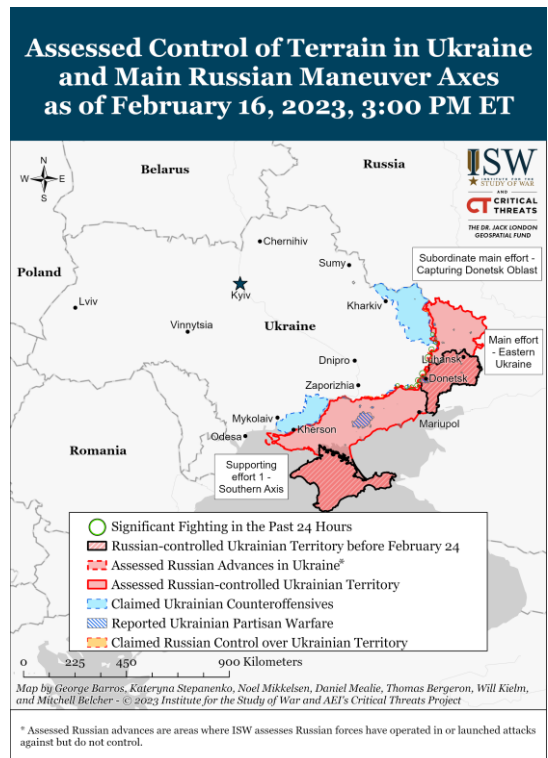 Assessed Control of Terrain in Ukraine
and Main Russian Maneuver Axes
as of February 16, 2023, 3:00 PM ET
N
W E
S
Belarus
Russia
ISW
INSTITUTE FOR THE
STUDY OF WAR
AND
CT CRITICAL
THREATS
THE DR. JACK LONDON
GEOSPATIAL FUND
Chernihiv
Subordinate main effort -
Capturing Donetsk Oblast
Sumy
Poland
Kyiv
Lviv
Kharkiv
Vinnytsia
Ukraine
Main effort
- Eastern
Ukraine
Luhansk
Dnipro
Donetsk
Zaporizhia
Mykolaiv
Mariupol
Kherson
Odesa
Romania
Supporting
effort 1 -
Southern Axis
Significant Fighting in the Past 24 Hours
Russian-controlled Ukrainian Territory before February 24
Assessed Russian Advances in Ukraine*
Assessed Russian-controlled Ukrainian Territory
Claimed Ukrainian Counteroffensives
Reported Ukrainian Partisan Warfare
Claimed Russian Control over Ukrainian Territory
0 225 450 900 Kilometers
Map by George Barros, Kateryna Stepanenko, Noel Mikkelsen, Daniel Mealie, Thomas Bergeron, Will Kielm,
and Mitchell Belcher - © 2023 Institute for the Study of War and AEI's Critical Threats Project
* Assessed Russian advances are areas where ISW assesses Russian forces have operated in or launched attacks
against but do not control.